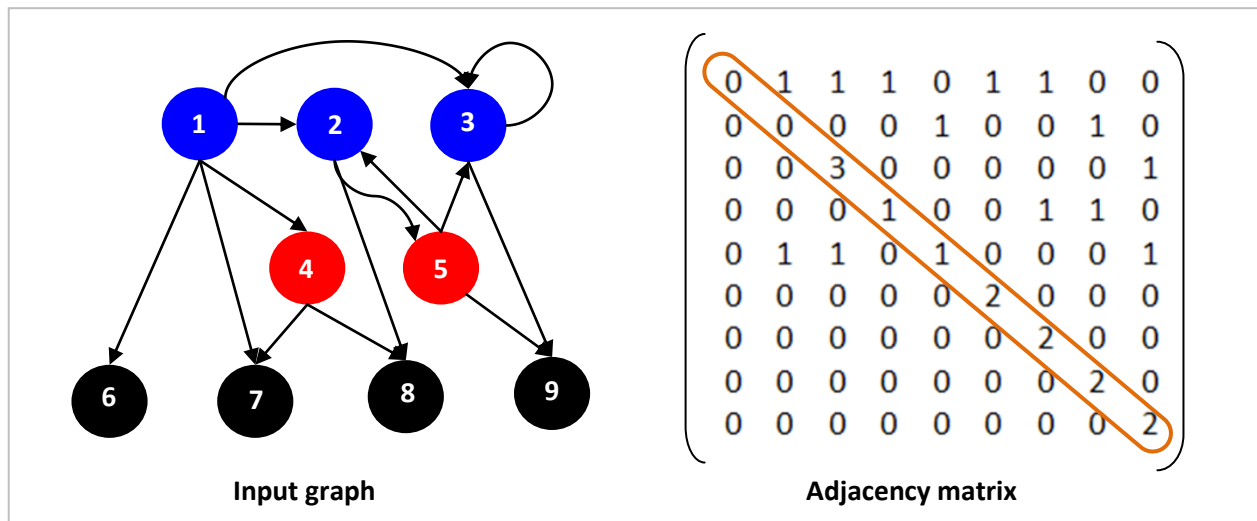 1 2 3
4 5
6 7 8 9
Input graph
0 1 1 1 0 1 1 0 0
0 0 0 0 1 0 0 1 0
0 0 3 0 0 0 0 0 1
0 0 0 1 0 0 1 1 0
0 1 1 0 1 0 0 0 1
0 0 0 0 0 2 0 0 0
0 0 0 0 0 0 2 0 0
0 0 0 0 0 0 0 2 0
0 0 0 0 0 0 0 0 2
Adjacency matrix